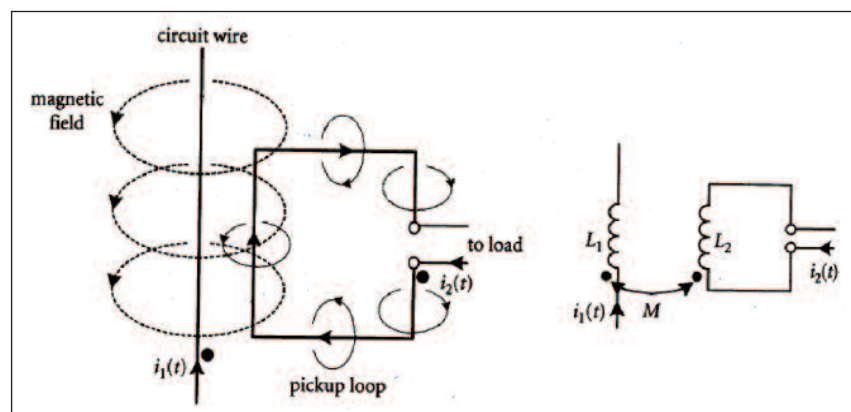 circuit wire
magnetic
field
to load
i₂(t)
i₁(t)
pickup loop
L₁
L₂
i₂(t)
i₁(t)
M